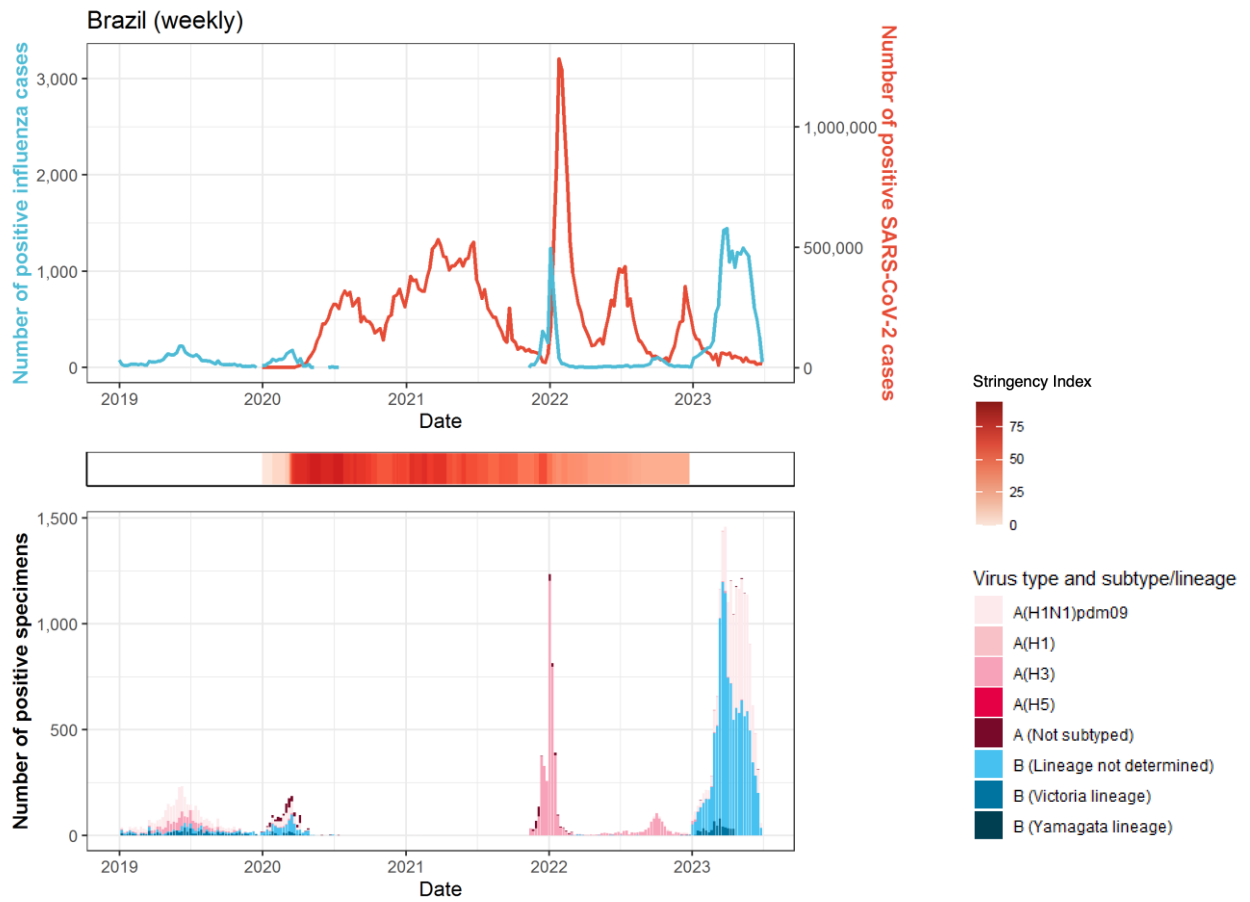 Brazil (weekly)
Number of positive influenza cases
3,000
2,000
1,000
0
Number of positive SARS-CoV-2 cases
1,000,000
500,000
0
2019 2020 2021 2022 2023
Date
Stringency Index
75
50
25
0
Number of positive specimens
1,500
1,000
500
0
2019 2020 2021 2022 2023
Date
Virus type and subtype/lineage
A(H1N1)pdm09
A(H1)
A(H3)
A(H5)
A (Not subtyped)
B (Lineage not determined)
B (Victoria lineage)
B (Yamagata lineage)